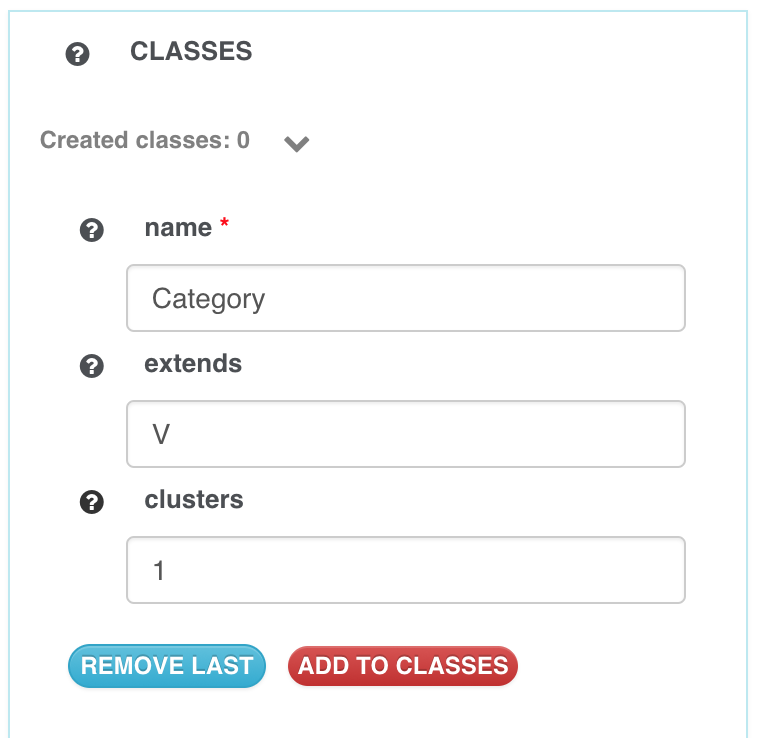 CLASSES
Created classes: 0
name *
Category
extends
V
clusters
1
REMOVE LAST ADD TO CLASSES